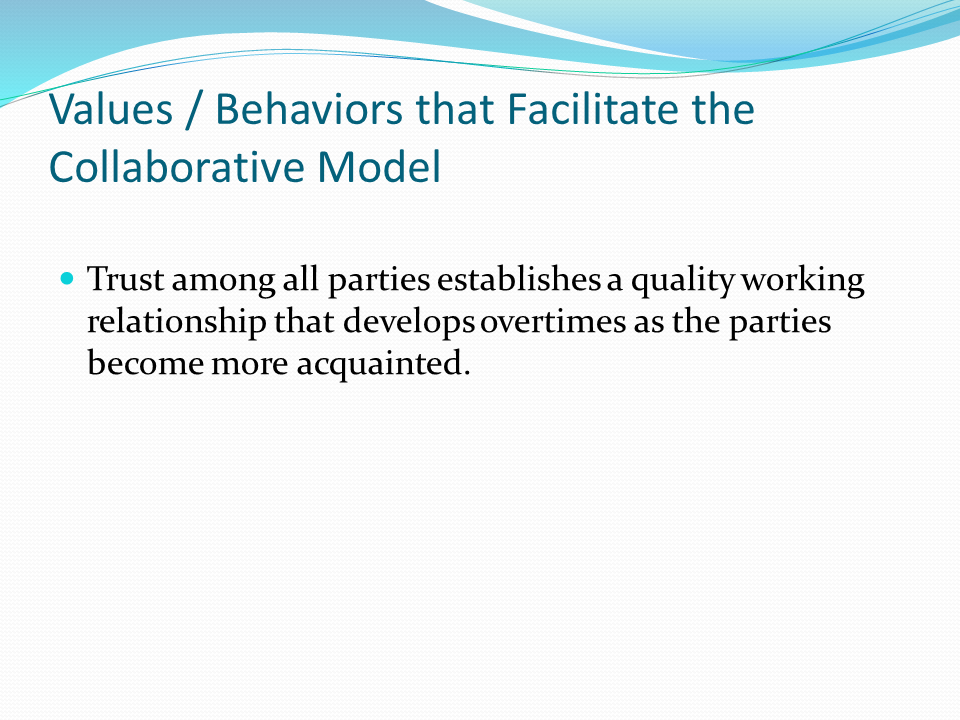 Values / Behaviors that Facilitate the
Collaborative Model
Trust among all parties establishes a quality working
relationship that develops overtimes as the parties
become more acquainted.